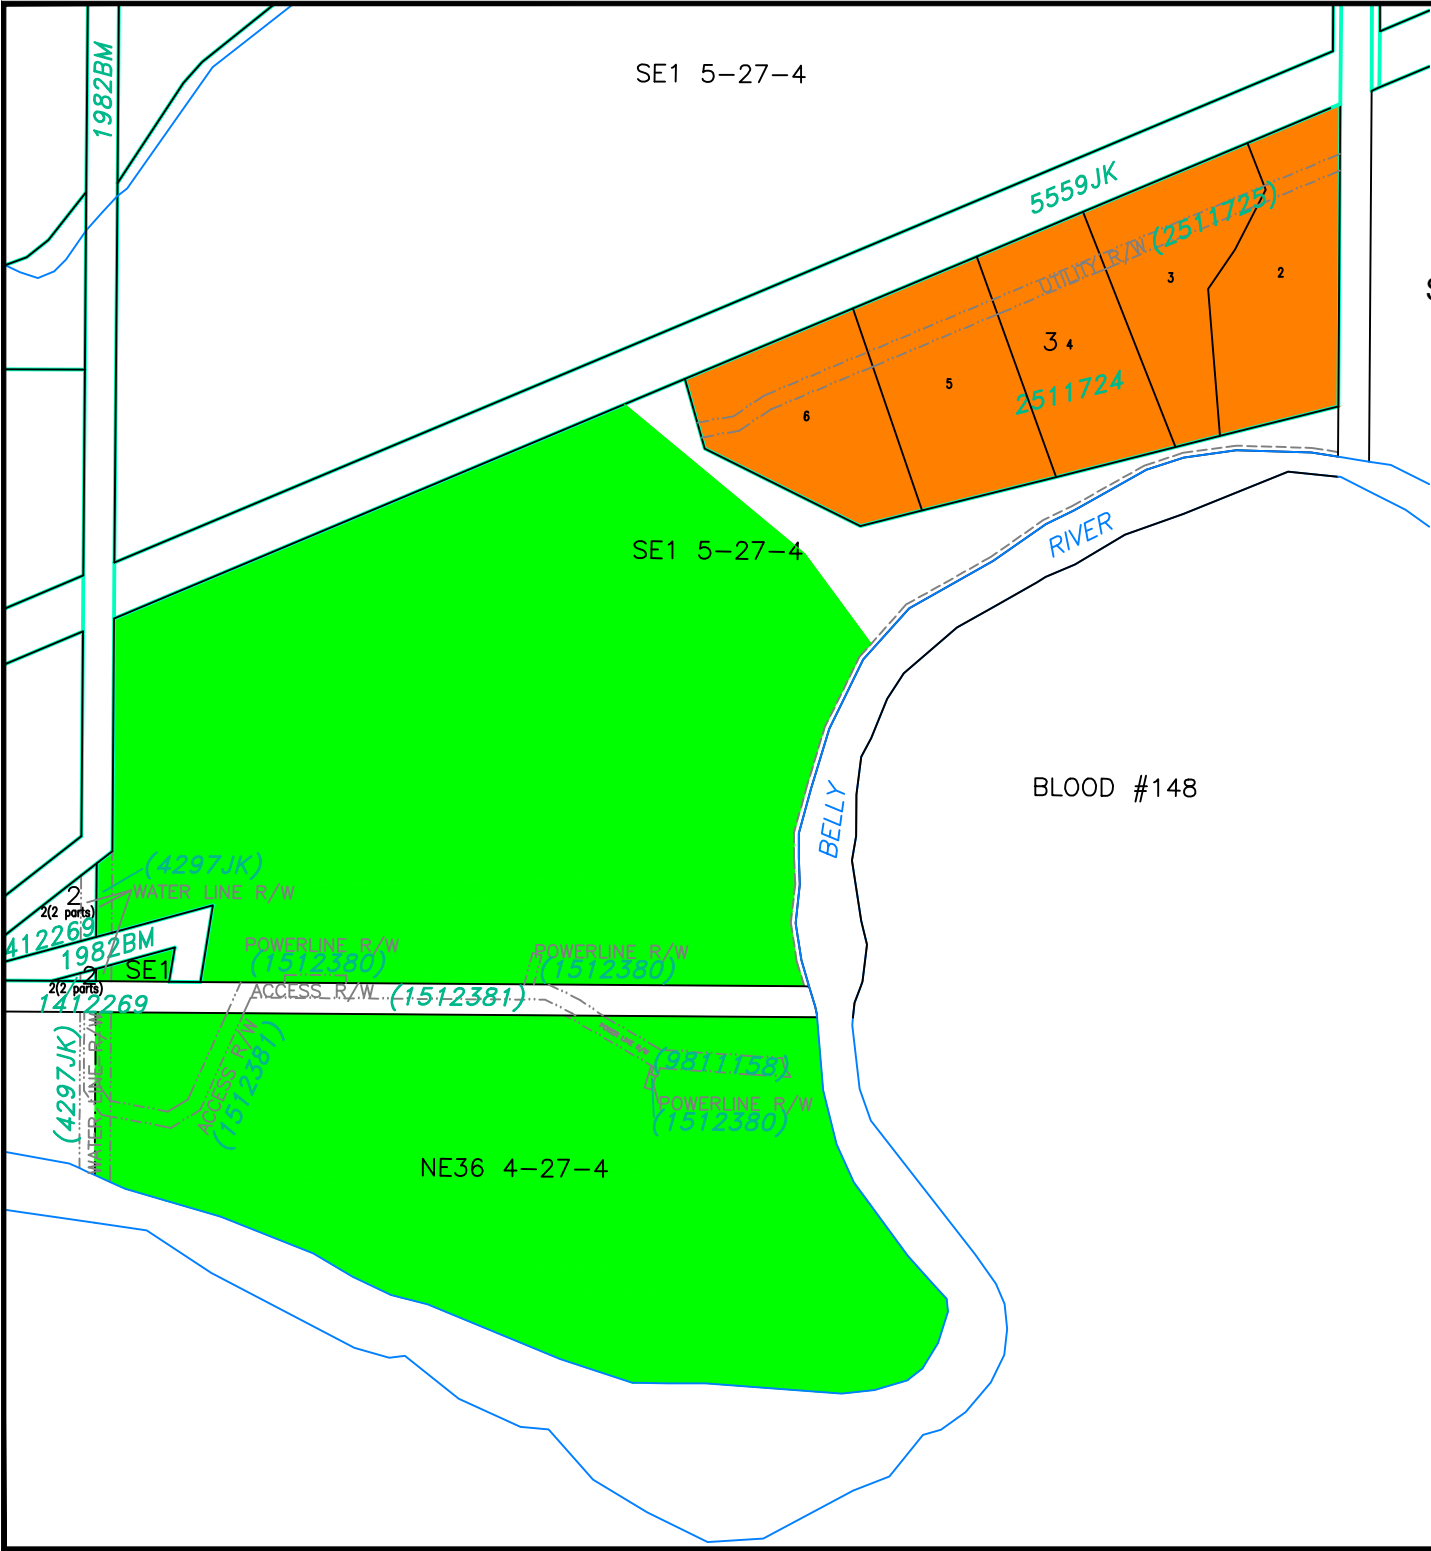 SE1 5-27-4
1982BM
5559JK
(2511725)
UTILITY R/W
2
3
3
4
5
2511724
6
SE1 5-27-4
RIVER
BLOOD #148
BELLY
(4297JK)
WATER LINE R/W
2
2(2 parts)
412269
1982BM
POWERLINE R/W
(1512380)
POWERLINE R/W
(1512380)
SE1
2
2(2 parts)
1412269
ACCESS R/W
(1512381)
(4297JK)
WATER LINE R/W
ACCESS R/W
(1512381)
(9811158)
POWERLINE R/W
(1512380)
NE36 4-27-4